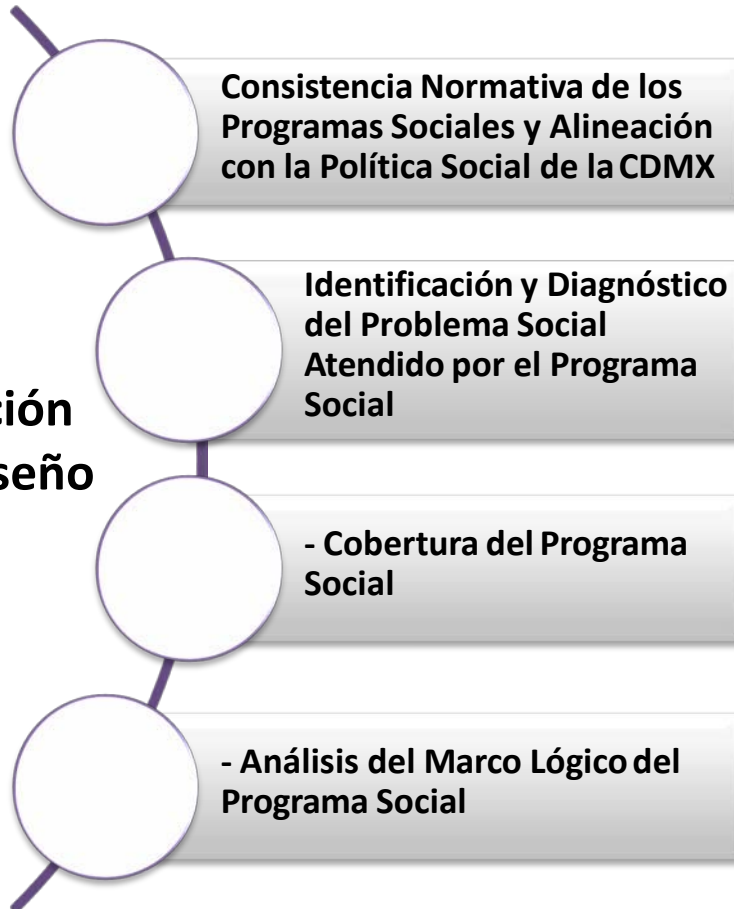 Consistencia Normativa de los
Programas Sociales y Alineación
con la Política Social de la CDMX
Identificación y Diagnóstico
del Problema Social
Atendido por el Programa
Social
ción
seño
- Cobertura del Programa
Social
- Análisis del Marco Lógico del
Programa Social